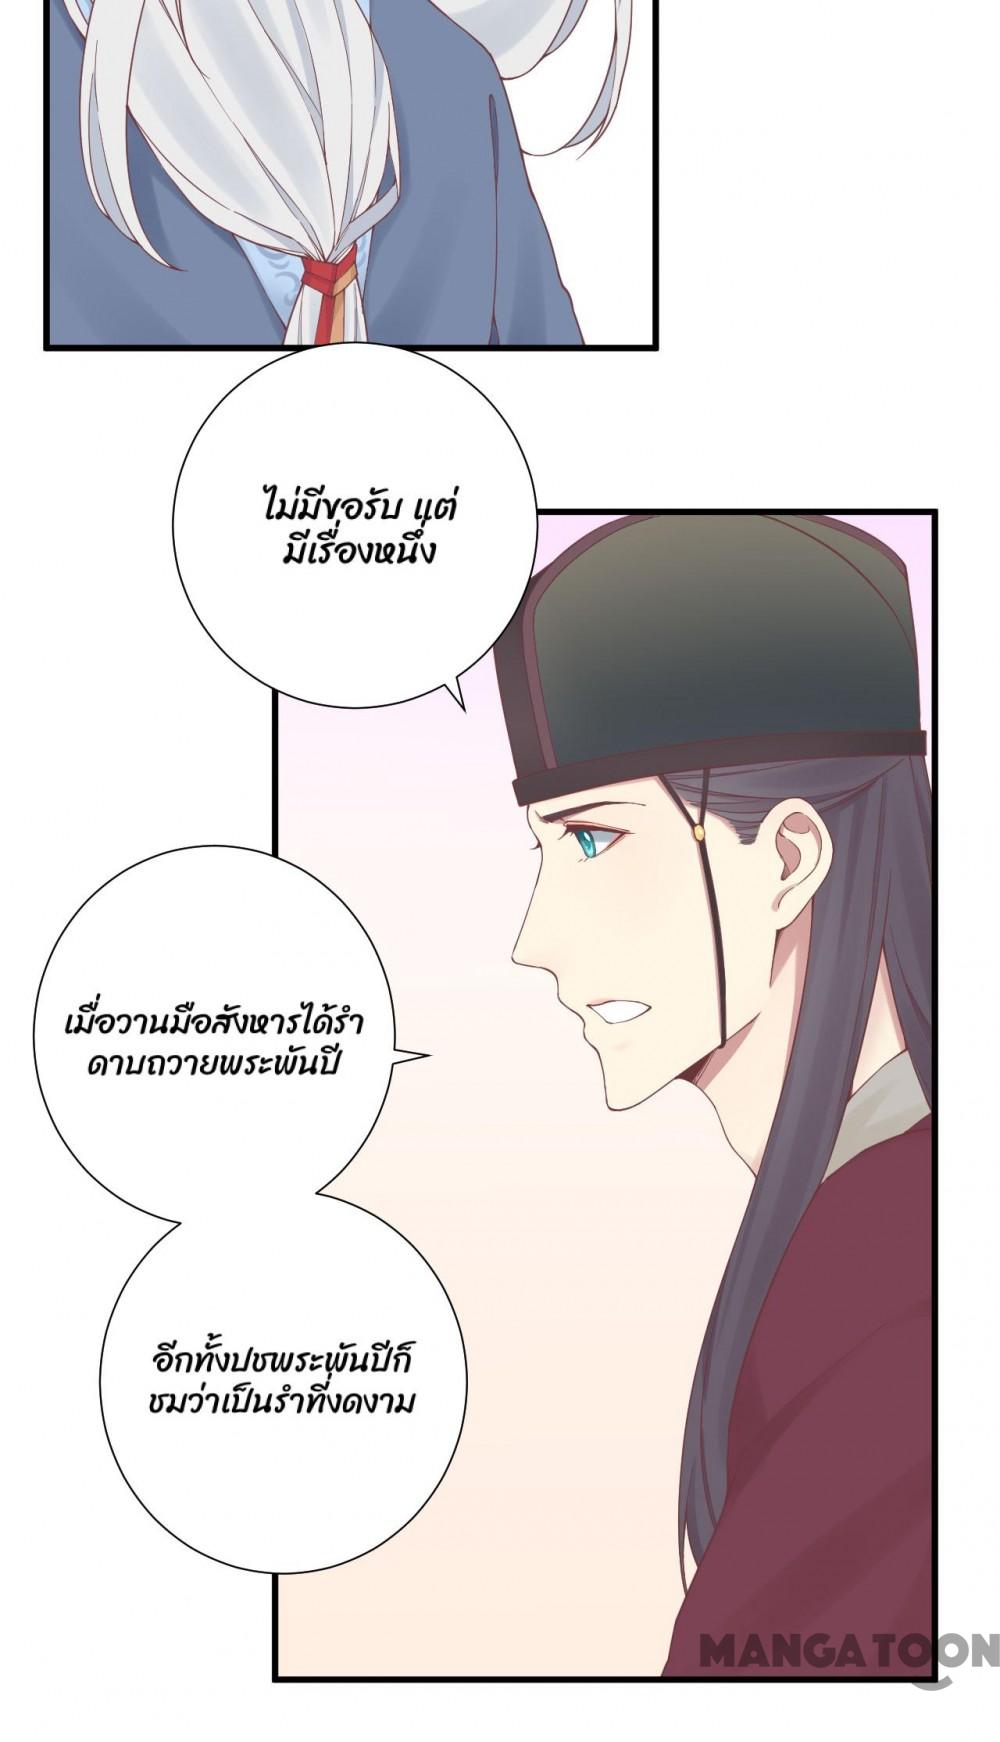 ไม่มีขอรับ แต่
มีเรื่องหนึ่ง
เมื่อวานมือสังหารได้รำ
ดาบถวายพระพันปี
อีกทั้งปชพระพันปีก็
ชมว่าเป็นรำที่งดงาม
MANGATOON